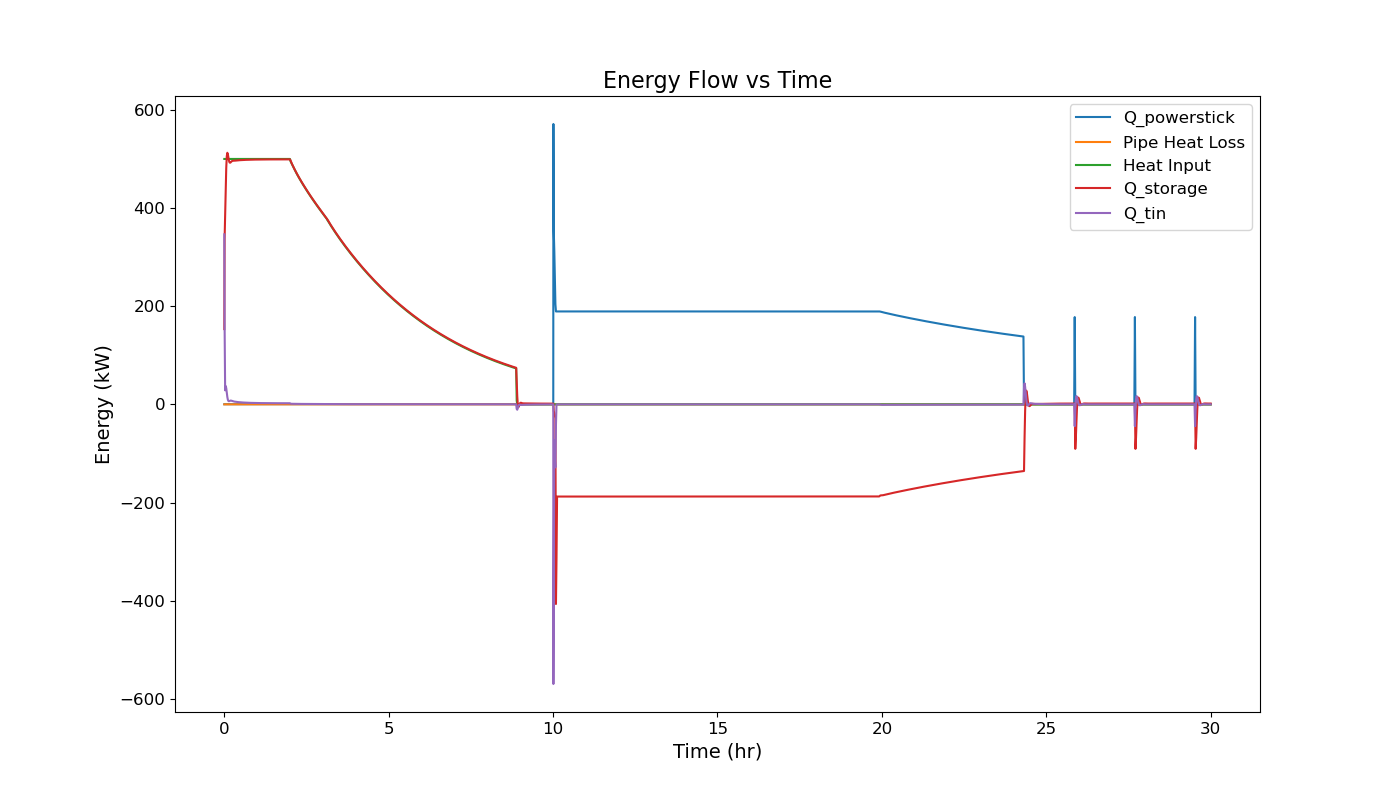 Energy Flow vs Time
600
400
200
0
−200
−400
−600
Energy (kW)
Q_powerstick
Pipe Heat Loss
Heat Input
Q_storage
Q_tin
0 5 10 15 20 25 30
Time (hr)